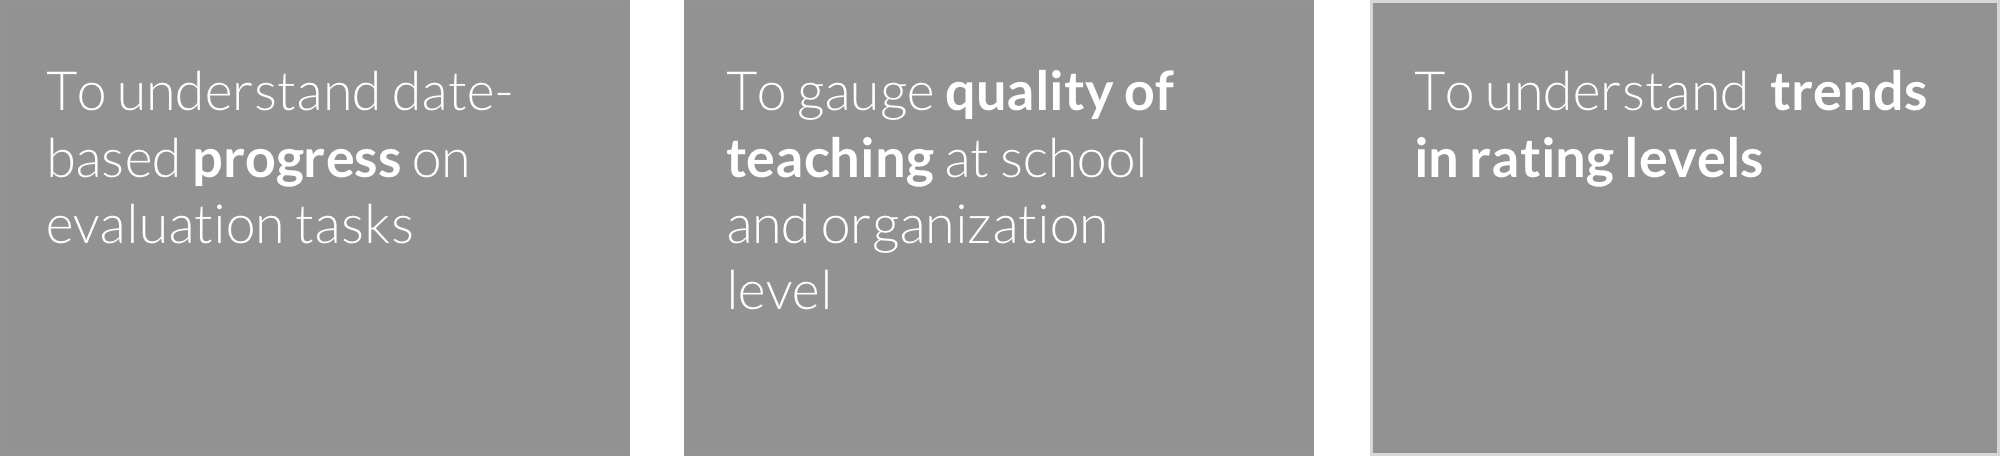 To understand date-
based progress on
evaluation tasks
To gauge quality of
teaching at school
and organization
level
To understand  trends
in rating levels